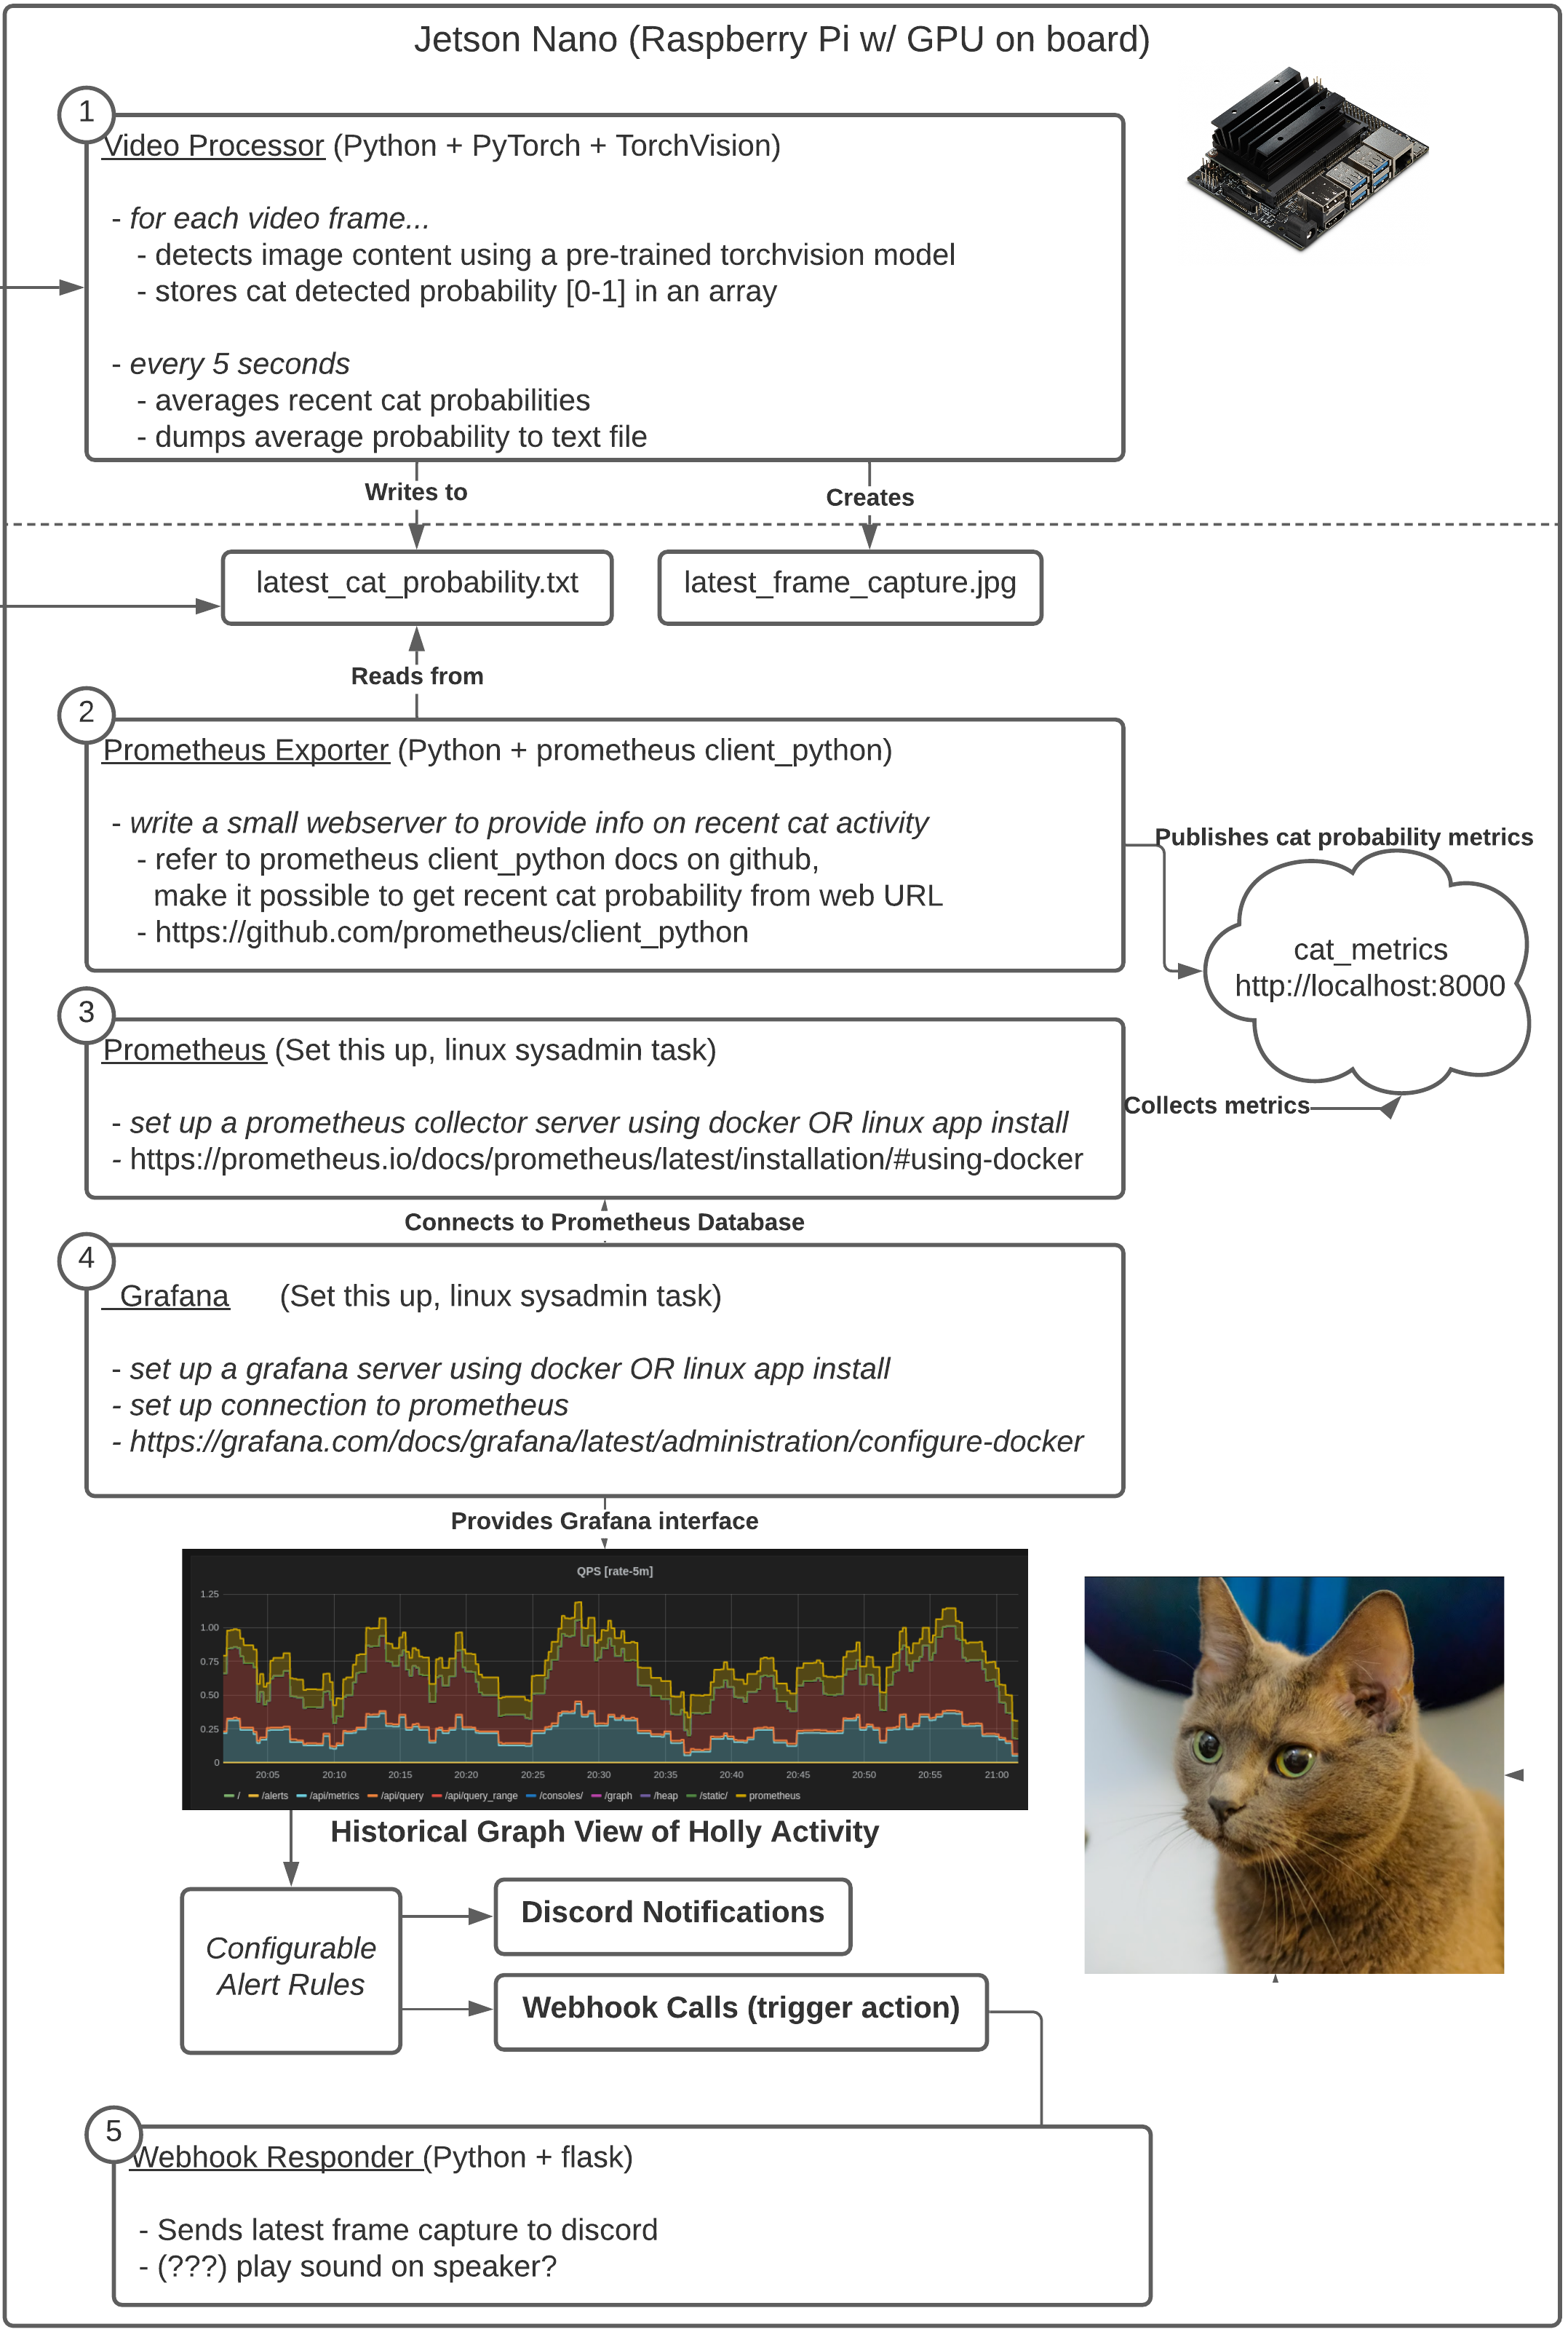 Jetson Nano (Raspberry Pi w/ GPU on board)
1
Video Processor (Python + PyTorch + TorchVision)
- for each video frame...
- detects image content using a pre-trained torchvision model
- stores cat detected probability [0-1] in an array
- every 5 seconds
- averages recent cat probabilities
- dumps average probability to text file
Writes to
Creates
latest_cat_probability.txt
latest_frame_capture.jpg
Reads from
2
Prometheus Exporter (Python + prometheus client_python)
- write a small webserver to provide info on recent cat activity
- refer to prometheus client_python docs on github,
make it possible to get recent cat probability from web URL
- https://github.com/prometheus/client_python
Publishes cat probability metrics
cat_metrics
http://localhost:8000
3
Prometheus (Set this up, linux sysadmin task)
- set up a prometheus collector server using docker OR linux app install
- https://prometheus.io/docs/prometheus/latest/installation/#using-docker
Collects metrics
Connects to Prometheus Database
4
Grafana (Set this up, linux sysadmin task)
- set up a grafana server using docker OR linux app install
- set up connection to prometheus
- https://grafana.com/docs/grafana/latest/administration/configure-docker
Provides Grafana interface
QPS [rate-5m]
1.25
1.00
0.75
0.50
0.25
0
20:05 20:10 20:15 20:20 20:25 20:30 20:35 20:40 20:45 20:50 20:55 21:00
/ /alerts /api/metrics /api/query /api/query_range /consoles/ /graph /heap /static/ prometheus
Historical Graph View of Holly Activity
Configurable
Alert Rules
Discord Notifications
Webhook Calls (trigger action)
5
Webhook Responder (Python + flask)
- Sends latest frame capture to discord
- (???) play sound on speaker?